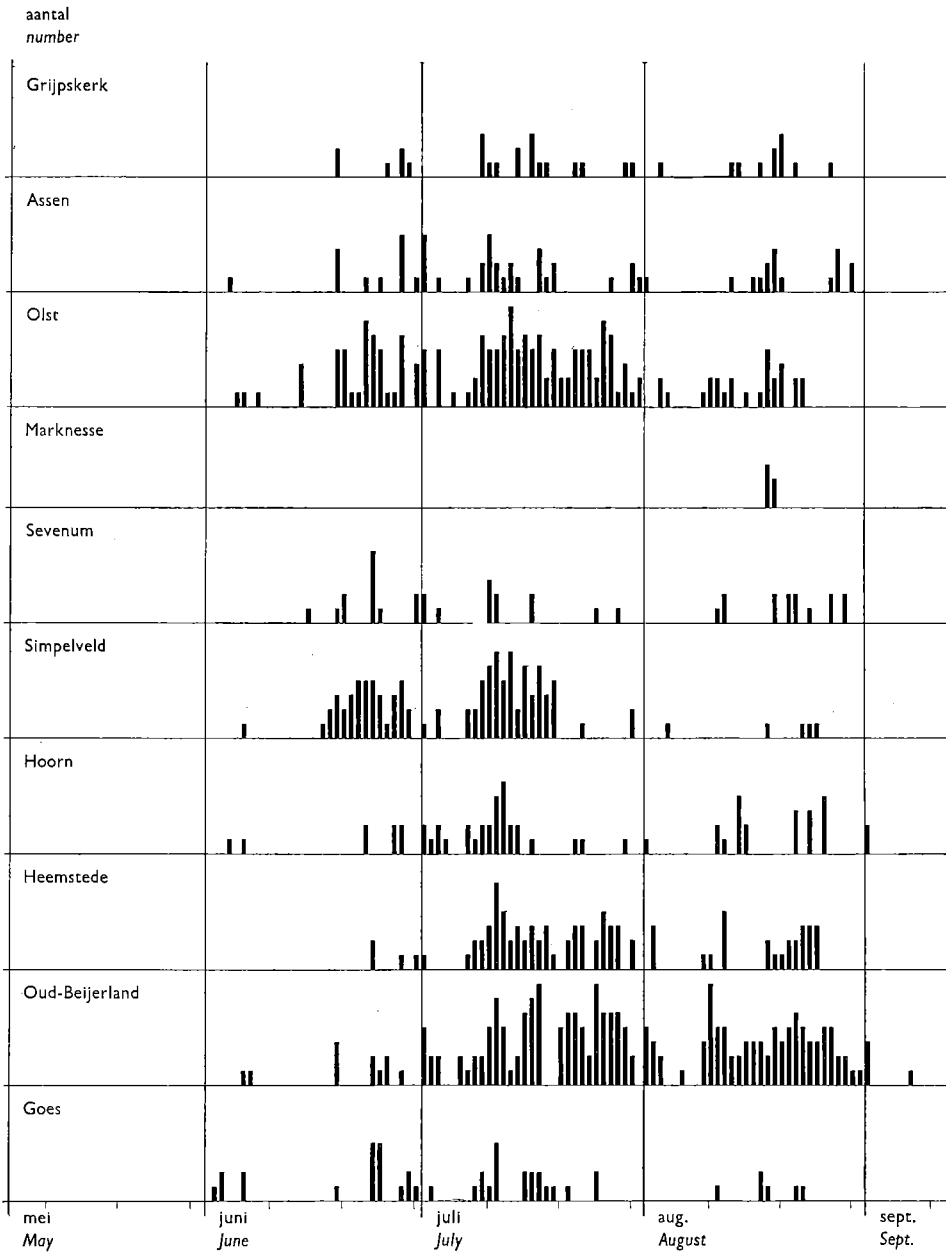 aantal
number
Grijpskerk
Assen
Olst
Marknesse
Sevenum
Simpelveld
Hoorn
Heemstede
Oud-Beijerland
Goes
mei juni juli aug. sept.
May June July August Sept.